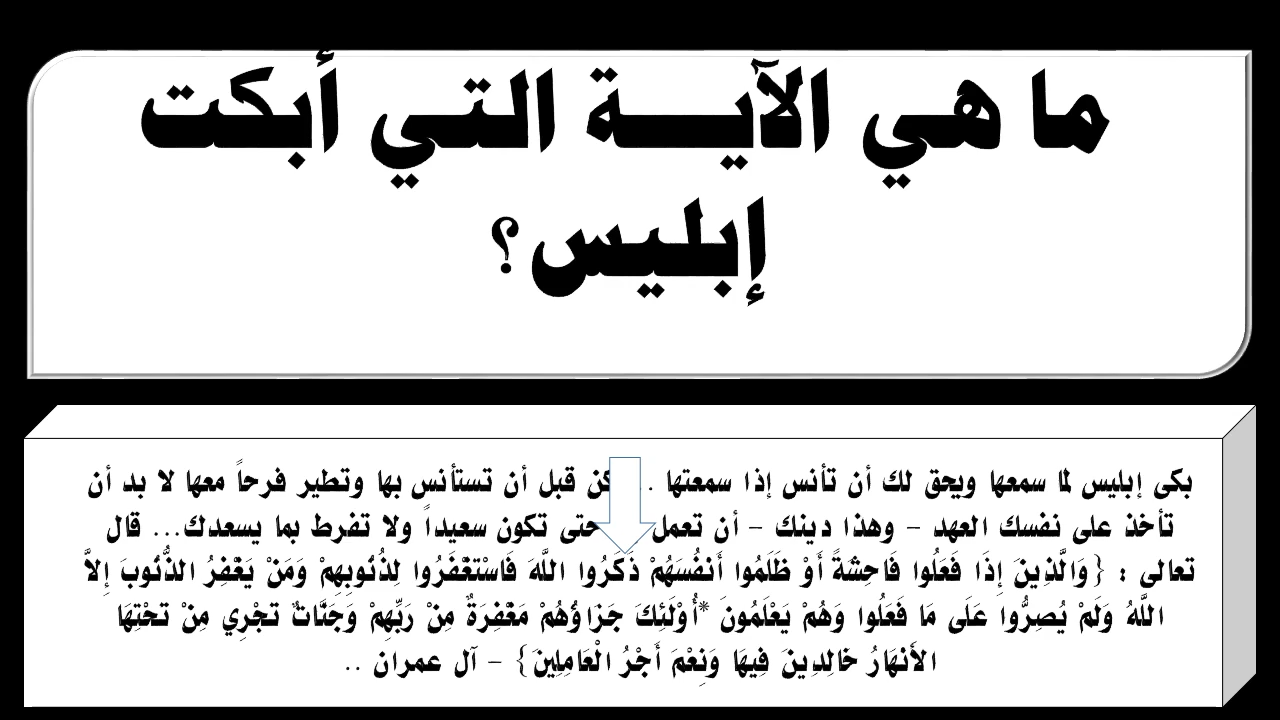 ما هي الآيـــة التي أبكت
إبليس؟
بكى إبليس لما سمعها ويحق لك أن تأنس إذا سمعتها .. قبل أن تستأنس بها وتطير فرحاً معها لا بد أن
تأخذ على نفسك العهد – وهذا دينك – أن تعمل حتى تكون سعيداً ولا تفرط بما يسعدك... قال
تعالى : {وَالَّذِينَ إِذَا فَعَلُوا فَاحِشَةً أَوْ ظَلَمُوا أَنفُسَهُمْ ذَكَرُوا اللَّهَ فَاسْتَغْفَرُوا لِذُنُوبِهِمْ وَمَنْ يَغْفِرُ الذُّنُوبَ إِلاَّ
اللَّهُ وَلَمْ يُصِرُّوا عَلَى مَا فَعَلُوا وَهُمْ يَعْلَمُونَ *أُوْلَئِكَ جَزَاؤُهُمْ مَغْفِرَةٌ مِنْ رَبِّهِمْ وَجَنَّاتٌ تَجْرِي مِنْ تَحْتِهَا
الأَنهَارُ خَالِدِينَ فِيهَا وَنِعْمَ أَجْرُ الْعَامِلِينَ} – آل عمران ..